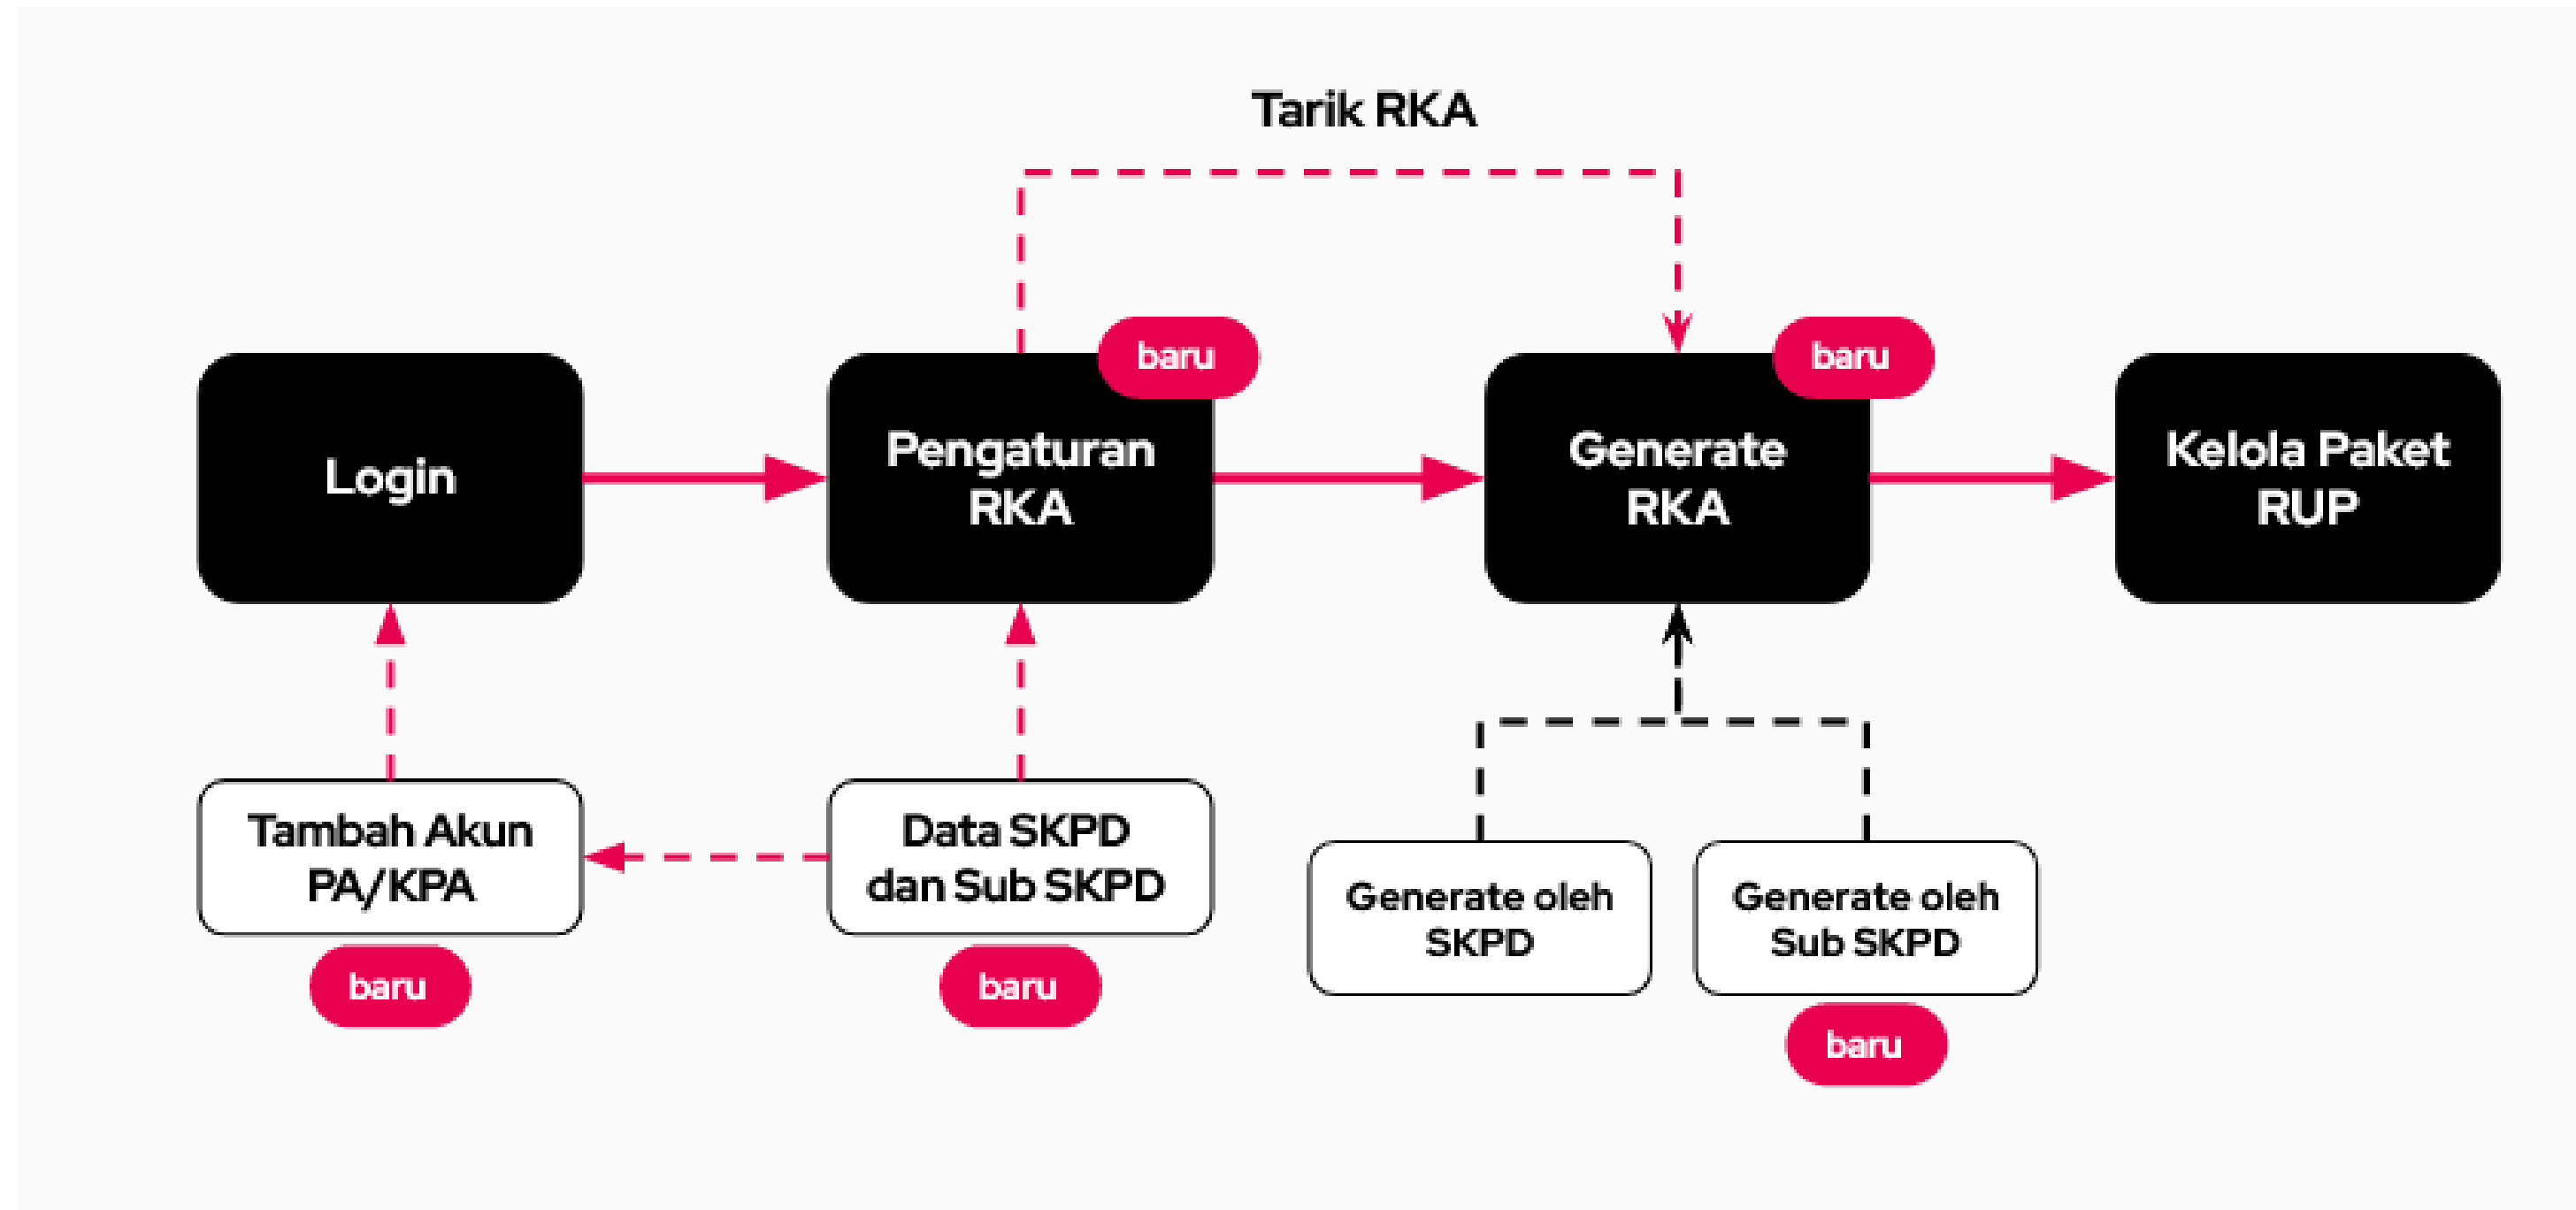 Tarik RKA
baru
baru
Login
Pengaturan
RKA
Generate
RKA
Kelola Paket
RUP
Tambah Akun
PA/KPA
Data SKPD
dan Sub SKPD
Generate oleh
SKPD
Generate oleh
Sub SKPD
baru
baru
baru